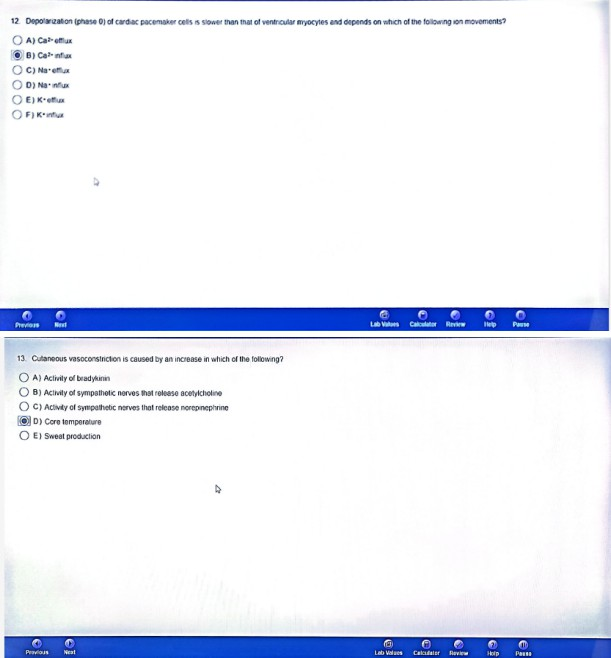 12. Depolarization (phase 0) of cardiac pacemaker cells is slower than that of ventricular myocytes and depends on which of the following ion movements?
A) Ca²⁺ efflux
B) Ca²⁺ influx
C) Na⁺ efflux
D) Na⁺ influx
E) K⁺ efflux
F) K⁺ influx
Previous Next Lab Values Calculator Review Help Pause
13. Cutaneous vasoconstriction is caused by an increase in which of the following?
A) Activity of bradykinin
B) Activity of sympathetic nerves that release acetylcholine
C) Activity of sympathetic nerves that release norepinephrine
D) Core temperature
E) Sweat production
Previous Next Lab Values Calculator Review Help Pause